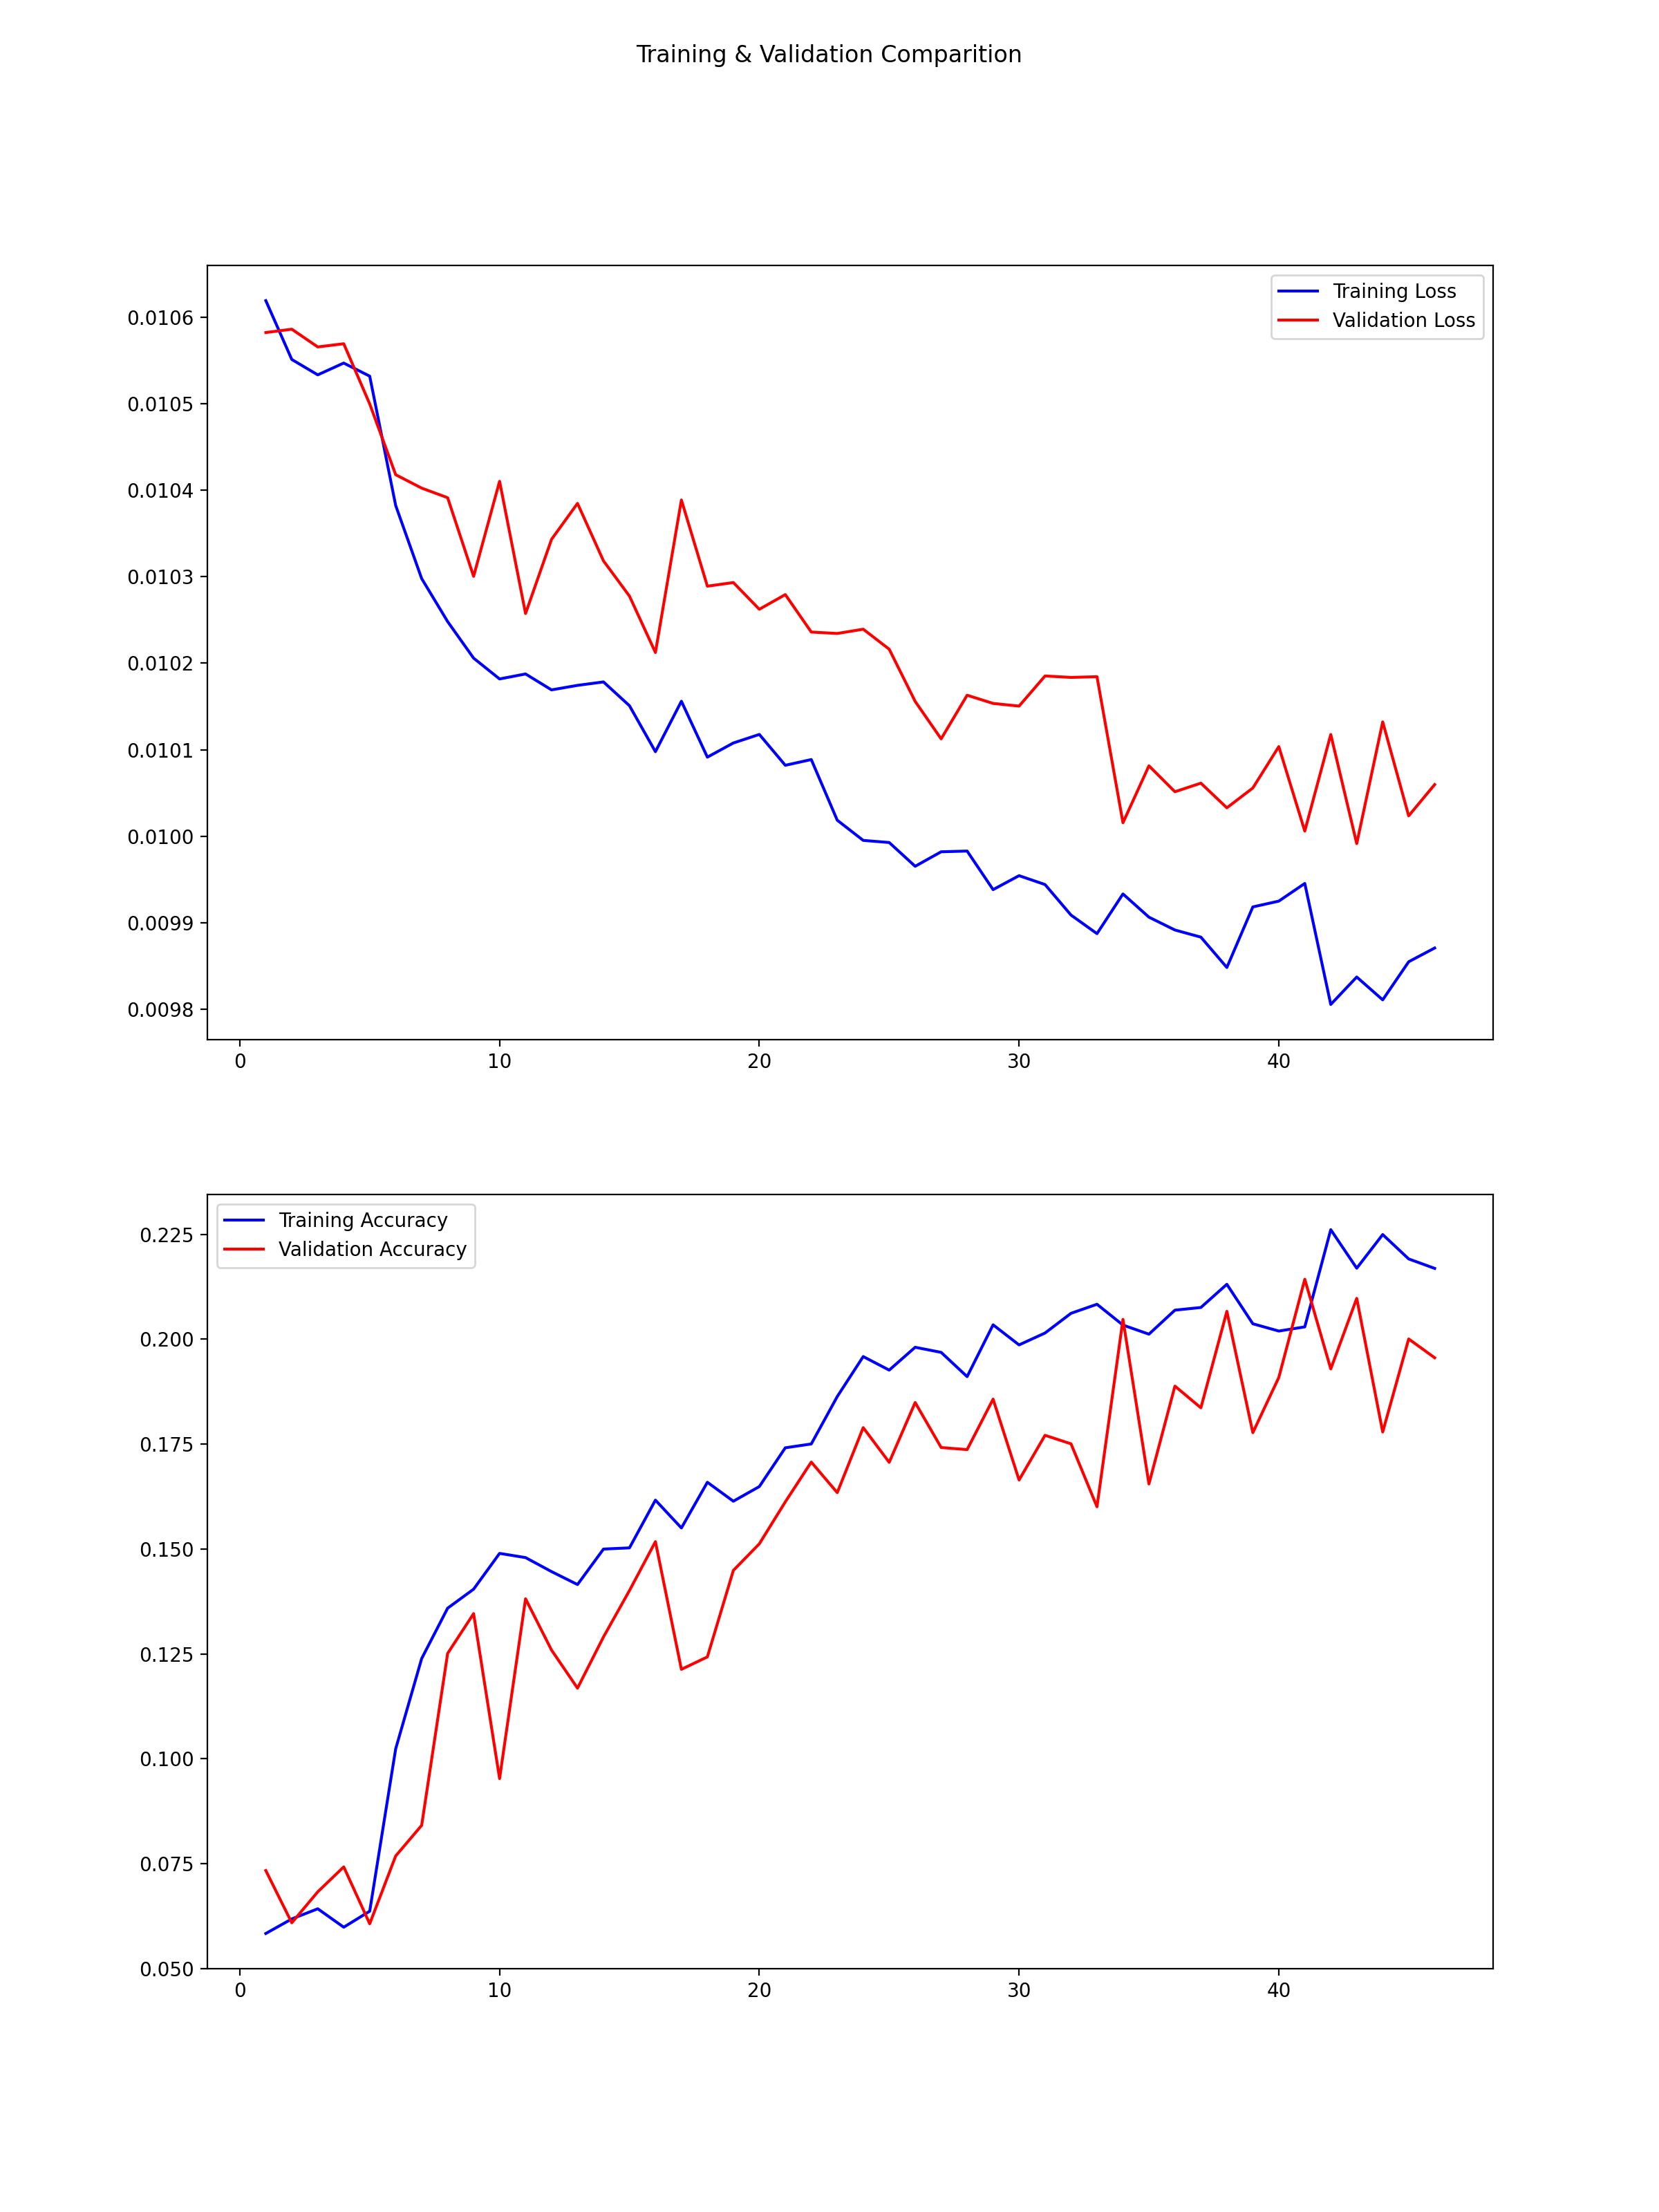 Training & Validation Comparition
Training Loss
Validation Loss
0.0106
0.0105
0.0104
0.0103
0.0102
0.0101
0.0100
0.0099
0.0098
0 10 20 30 40
Training Accuracy
Validation Accuracy
0.225
0.200
0.175
0.150
0.125
0.100
0.075
0.050
0 10 20 30 40